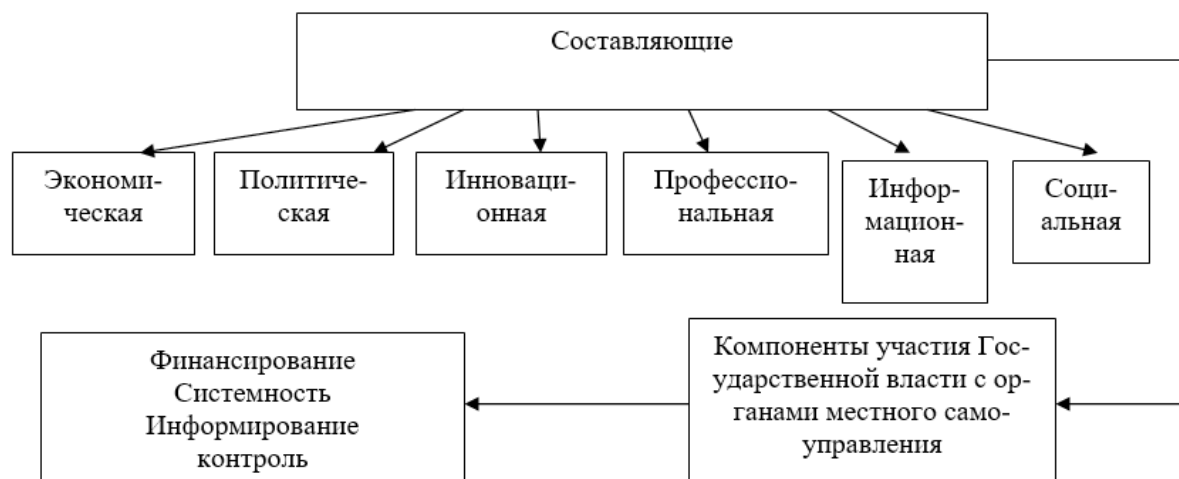 Составляющие
Экономи-
ческая
Политиче-
ская
Инноваци-
онная
Профессио-
нальная
Инфор-
мацион-
ная
Соци-
альная
Финансирование
Системность
Информирование
контроль
Компоненты участия Гос-
ударственной власти с ор-
ганами местного само-
управления